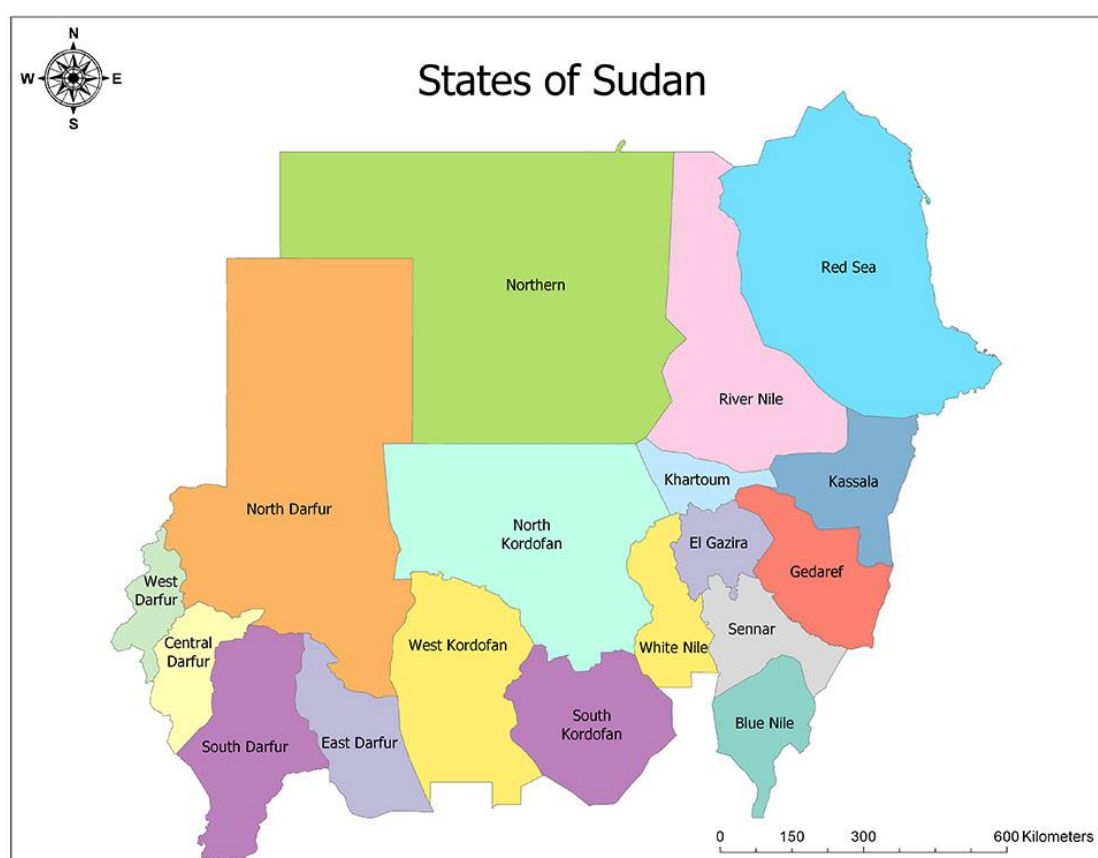 N
W E
S
States of Sudan
Northern
Red Sea
River Nile
Khartoum
Kassala
North Darfur
North
Kordofan
El Gazira
Gedaref
West
Darfur
Central
Darfur
West Kordofan
White Nile
Sennar
South Darfur
East Darfur
South
Kordofan
Blue Nile
0 150 300 600 Kilometers